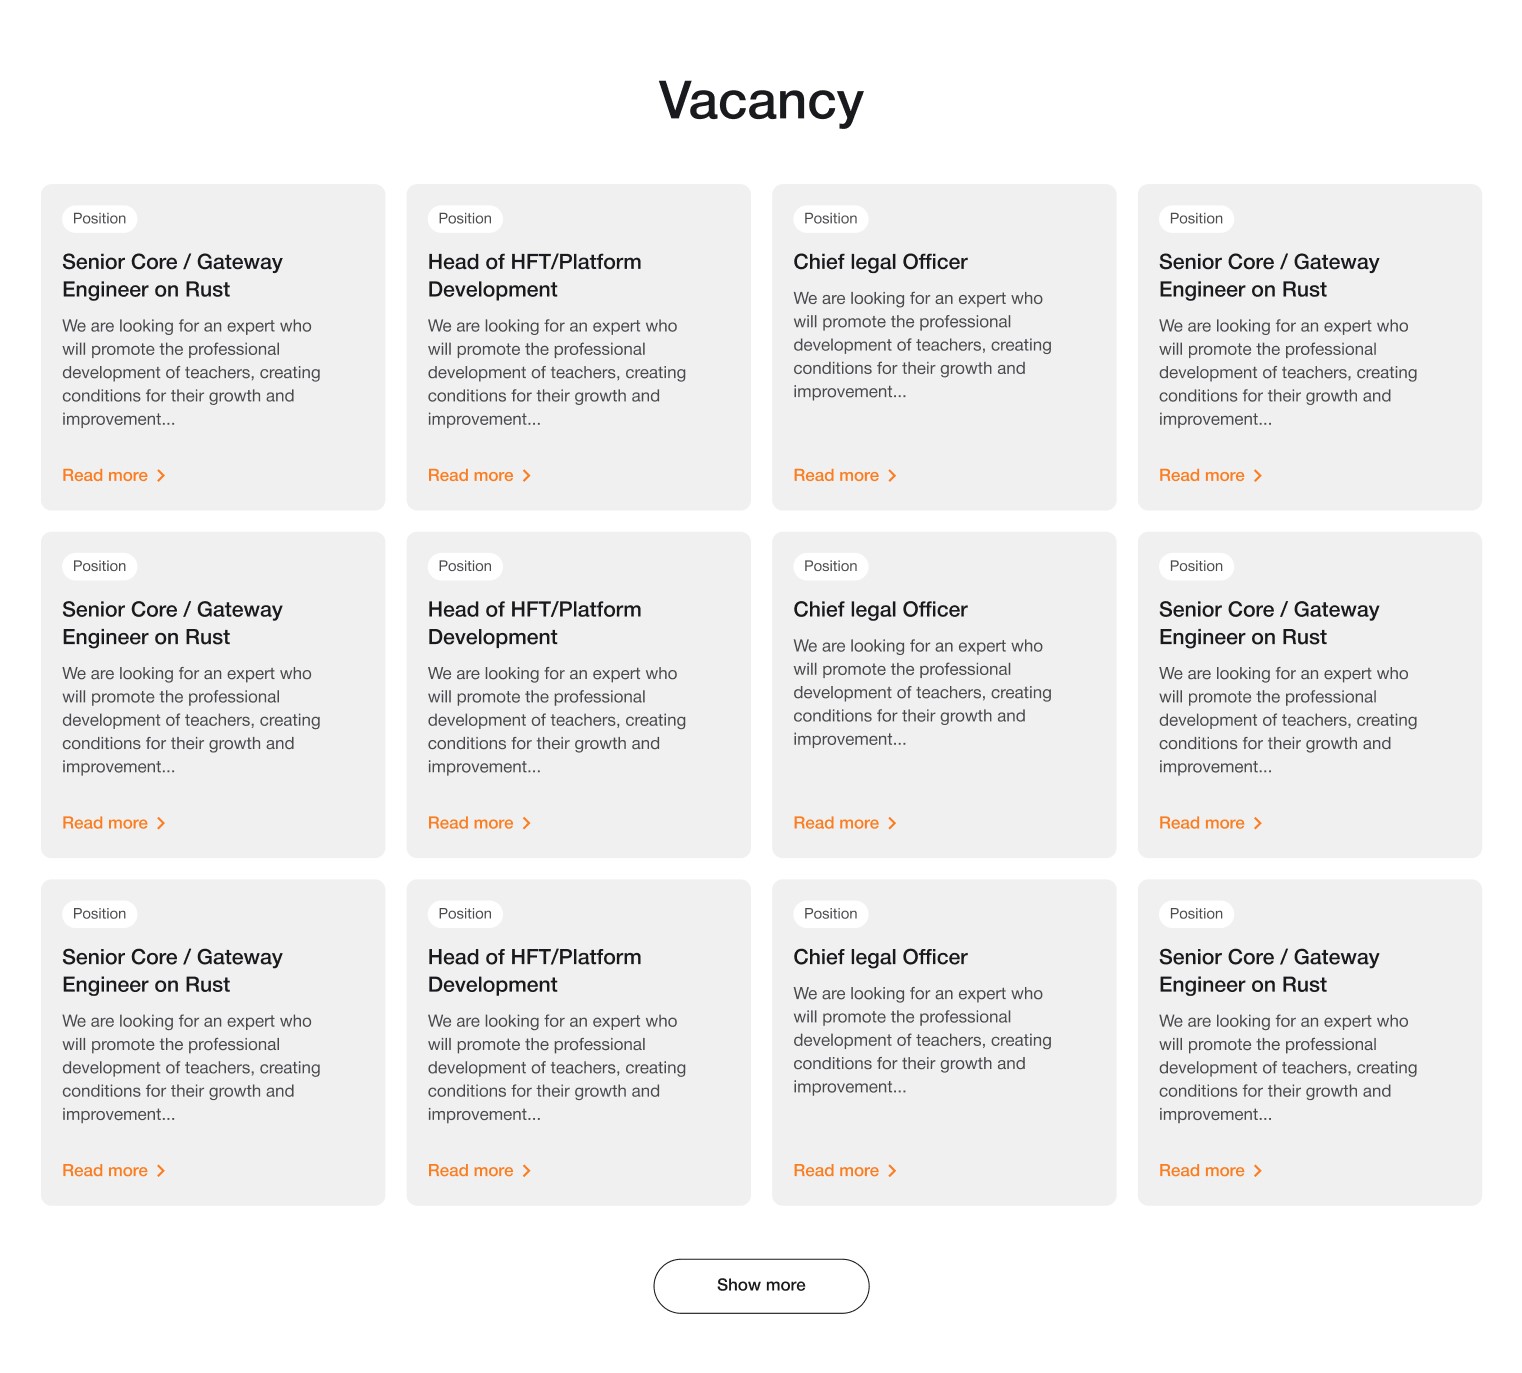 Vacancy
Position
Senior Core / Gateway
Engineer on Rust
We are looking for an expert who
will promote the professional
development of teachers, creating
conditions for their growth and
improvement...
Read more
Position
Head of HFT/Platform
Development
We are looking for an expert who
will promote the professional
development of teachers, creating
conditions for their growth and
improvement...
Read more
Position
Chief legal Officer
We are looking for an expert who
will promote the professional
development of teachers, creating
conditions for their growth and
improvement...
Read more
Position
Senior Core / Gateway
Engineer on Rust
We are looking for an expert who
will promote the professional
development of teachers, creating
conditions for their growth and
improvement...
Read more
Position
Senior Core / Gateway
Engineer on Rust
We are looking for an expert who
will promote the professional
development of teachers, creating
conditions for their growth and
improvement...
Read more
Position
Head of HFT/Platform
Development
We are looking for an expert who
will promote the professional
development of teachers, creating
conditions for their growth and
improvement...
Read more
Position
Chief legal Officer
We are looking for an expert who
will promote the professional
development of teachers, creating
conditions for their growth and
improvement...
Read more
Position
Senior Core / Gateway
Engineer on Rust
We are looking for an expert who
will promote the professional
development of teachers, creating
conditions for their growth and
improvement...
Read more
Position
Senior Core / Gateway
Engineer on Rust
We are looking for an expert who
will promote the professional
development of teachers, creating
conditions for their growth and
improvement...
Read more
Position
Head of HFT/Platform
Development
We are looking for an expert who
will promote the professional
development of teachers, creating
conditions for their growth and
improvement...
Read more
Position
Chief legal Officer
We are looking for an expert who
will promote the professional
development of teachers, creating
conditions for their growth and
improvement...
Read more
Position
Senior Core / Gateway
Engineer on Rust
We are looking for an expert who
will promote the professional
development of teachers, creating
conditions for their growth and
improvement...
Read more
Show more